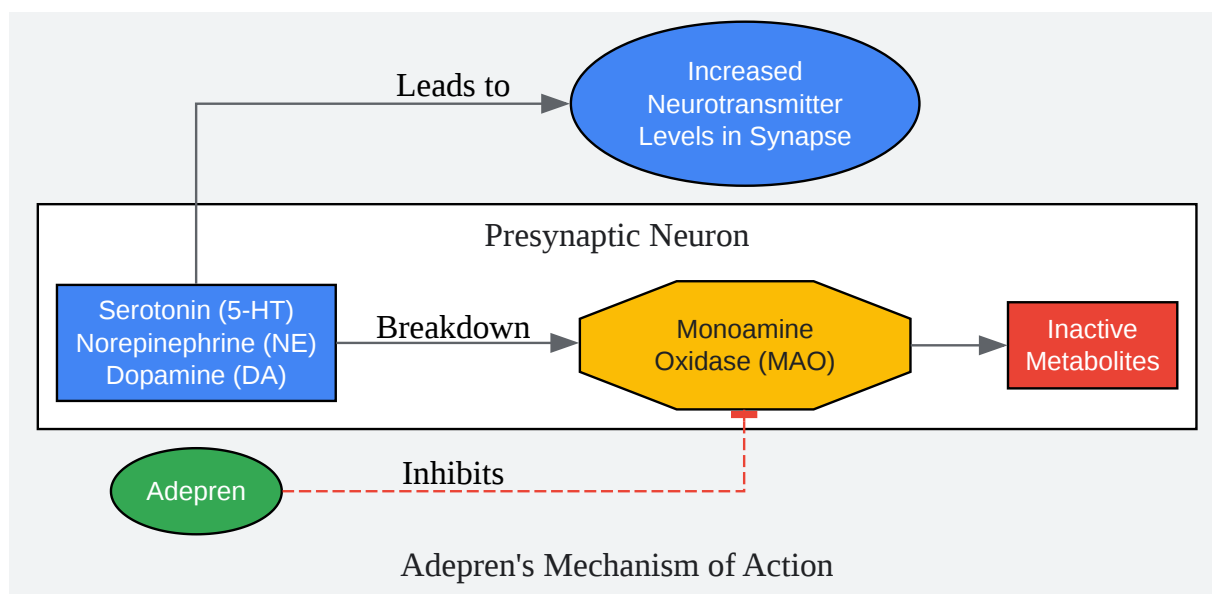 Leads to
Increased
Neurotransmitter
Levels in Synapse
Presynaptic Neuron
Serotonin (5-HT)
Norepinephrine (NE)
Dopamine (DA)
Breakdown
Monoamine
Oxidase (MAO)
Inactive
Metabolites
Adepren
Inhibits
Adepren's Mechanism of Action